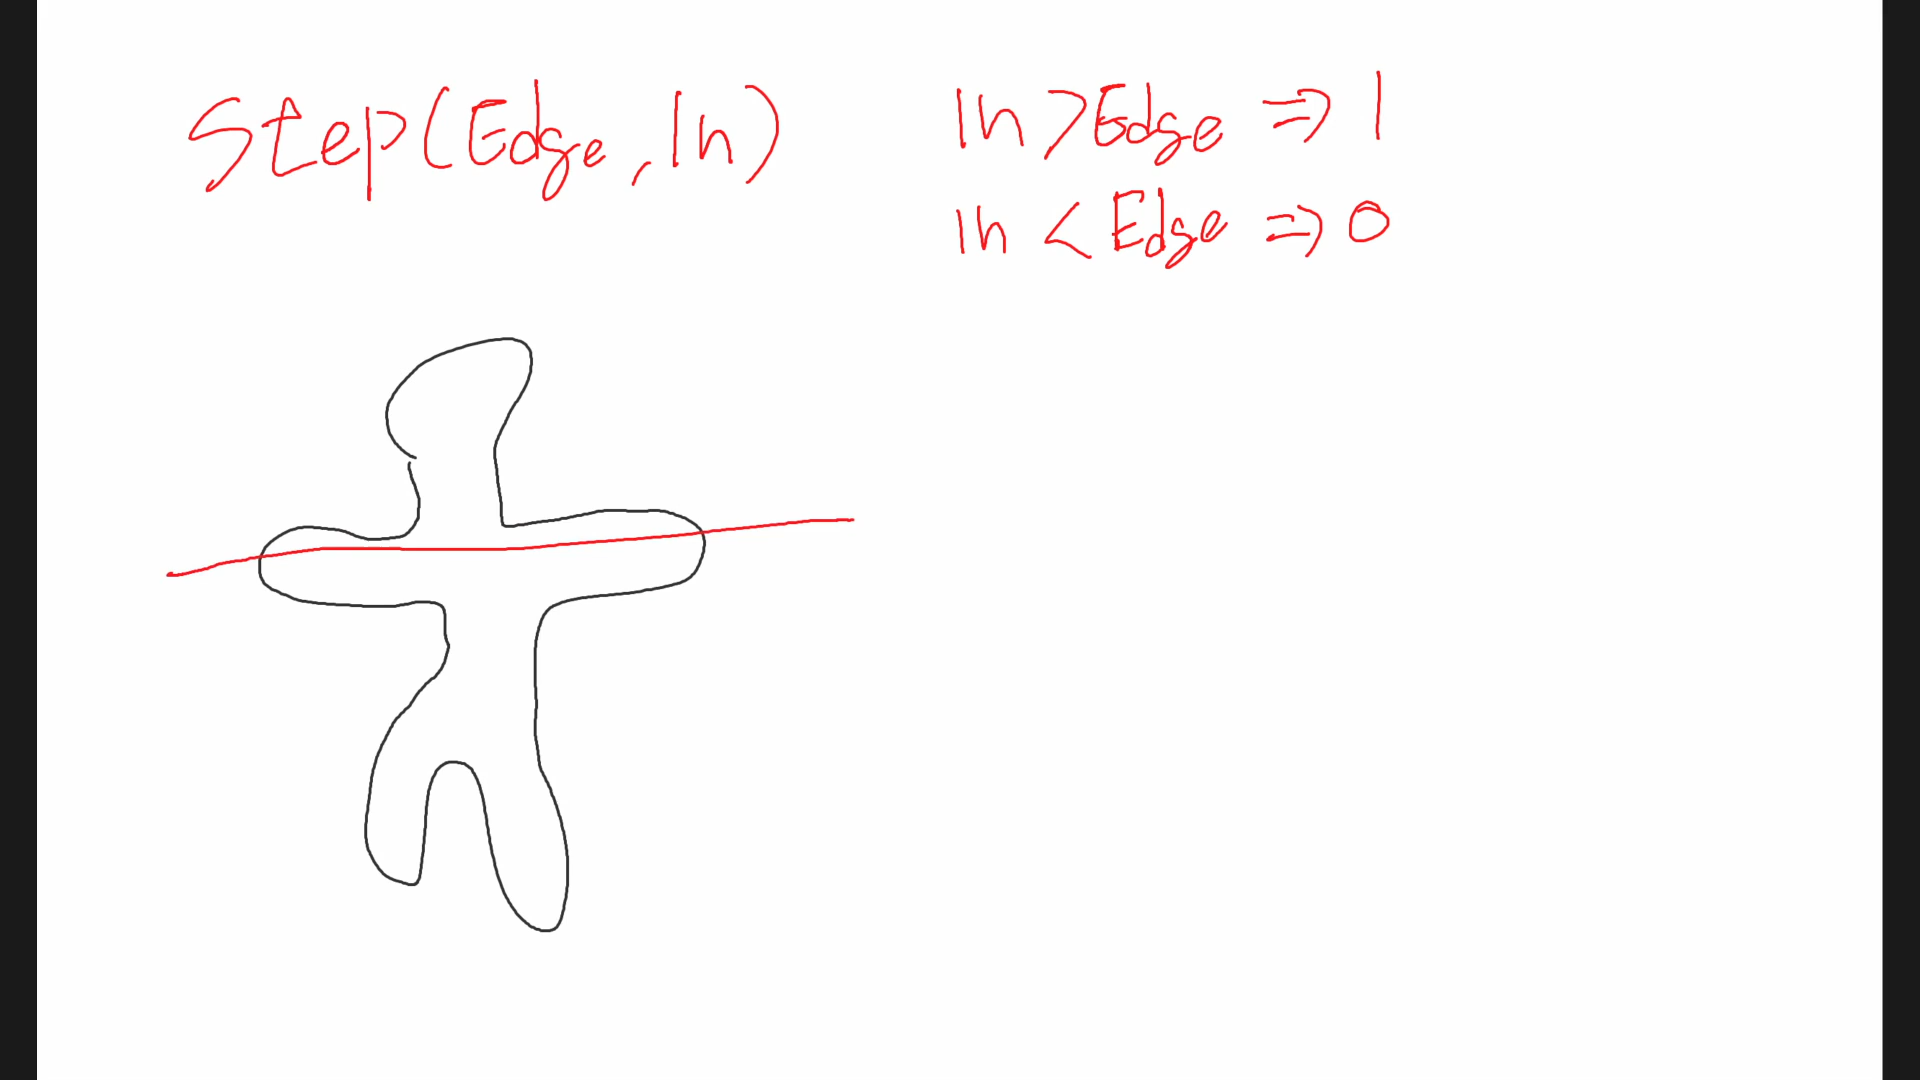 Step(Edge, In)
In > Edge ⇒ 1
In < Edge ⇒ 0